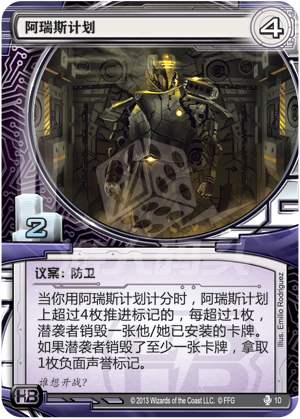 阿瑞斯计划
4
2
议案：防卫
当你用阿瑞斯计划计分时，阿瑞斯计划
上超过4枚推进标记的，每超过1枚，
潜袭者销毁一张他/她已安装的卡牌。
如果潜袭者销毁了至少一张卡牌，拿取
1枚负面声誉标记。
谁想开战？
Illus. Emilio Rodriguez
HB
© 2013 Wizards of the Coast LLC. © FFG
10